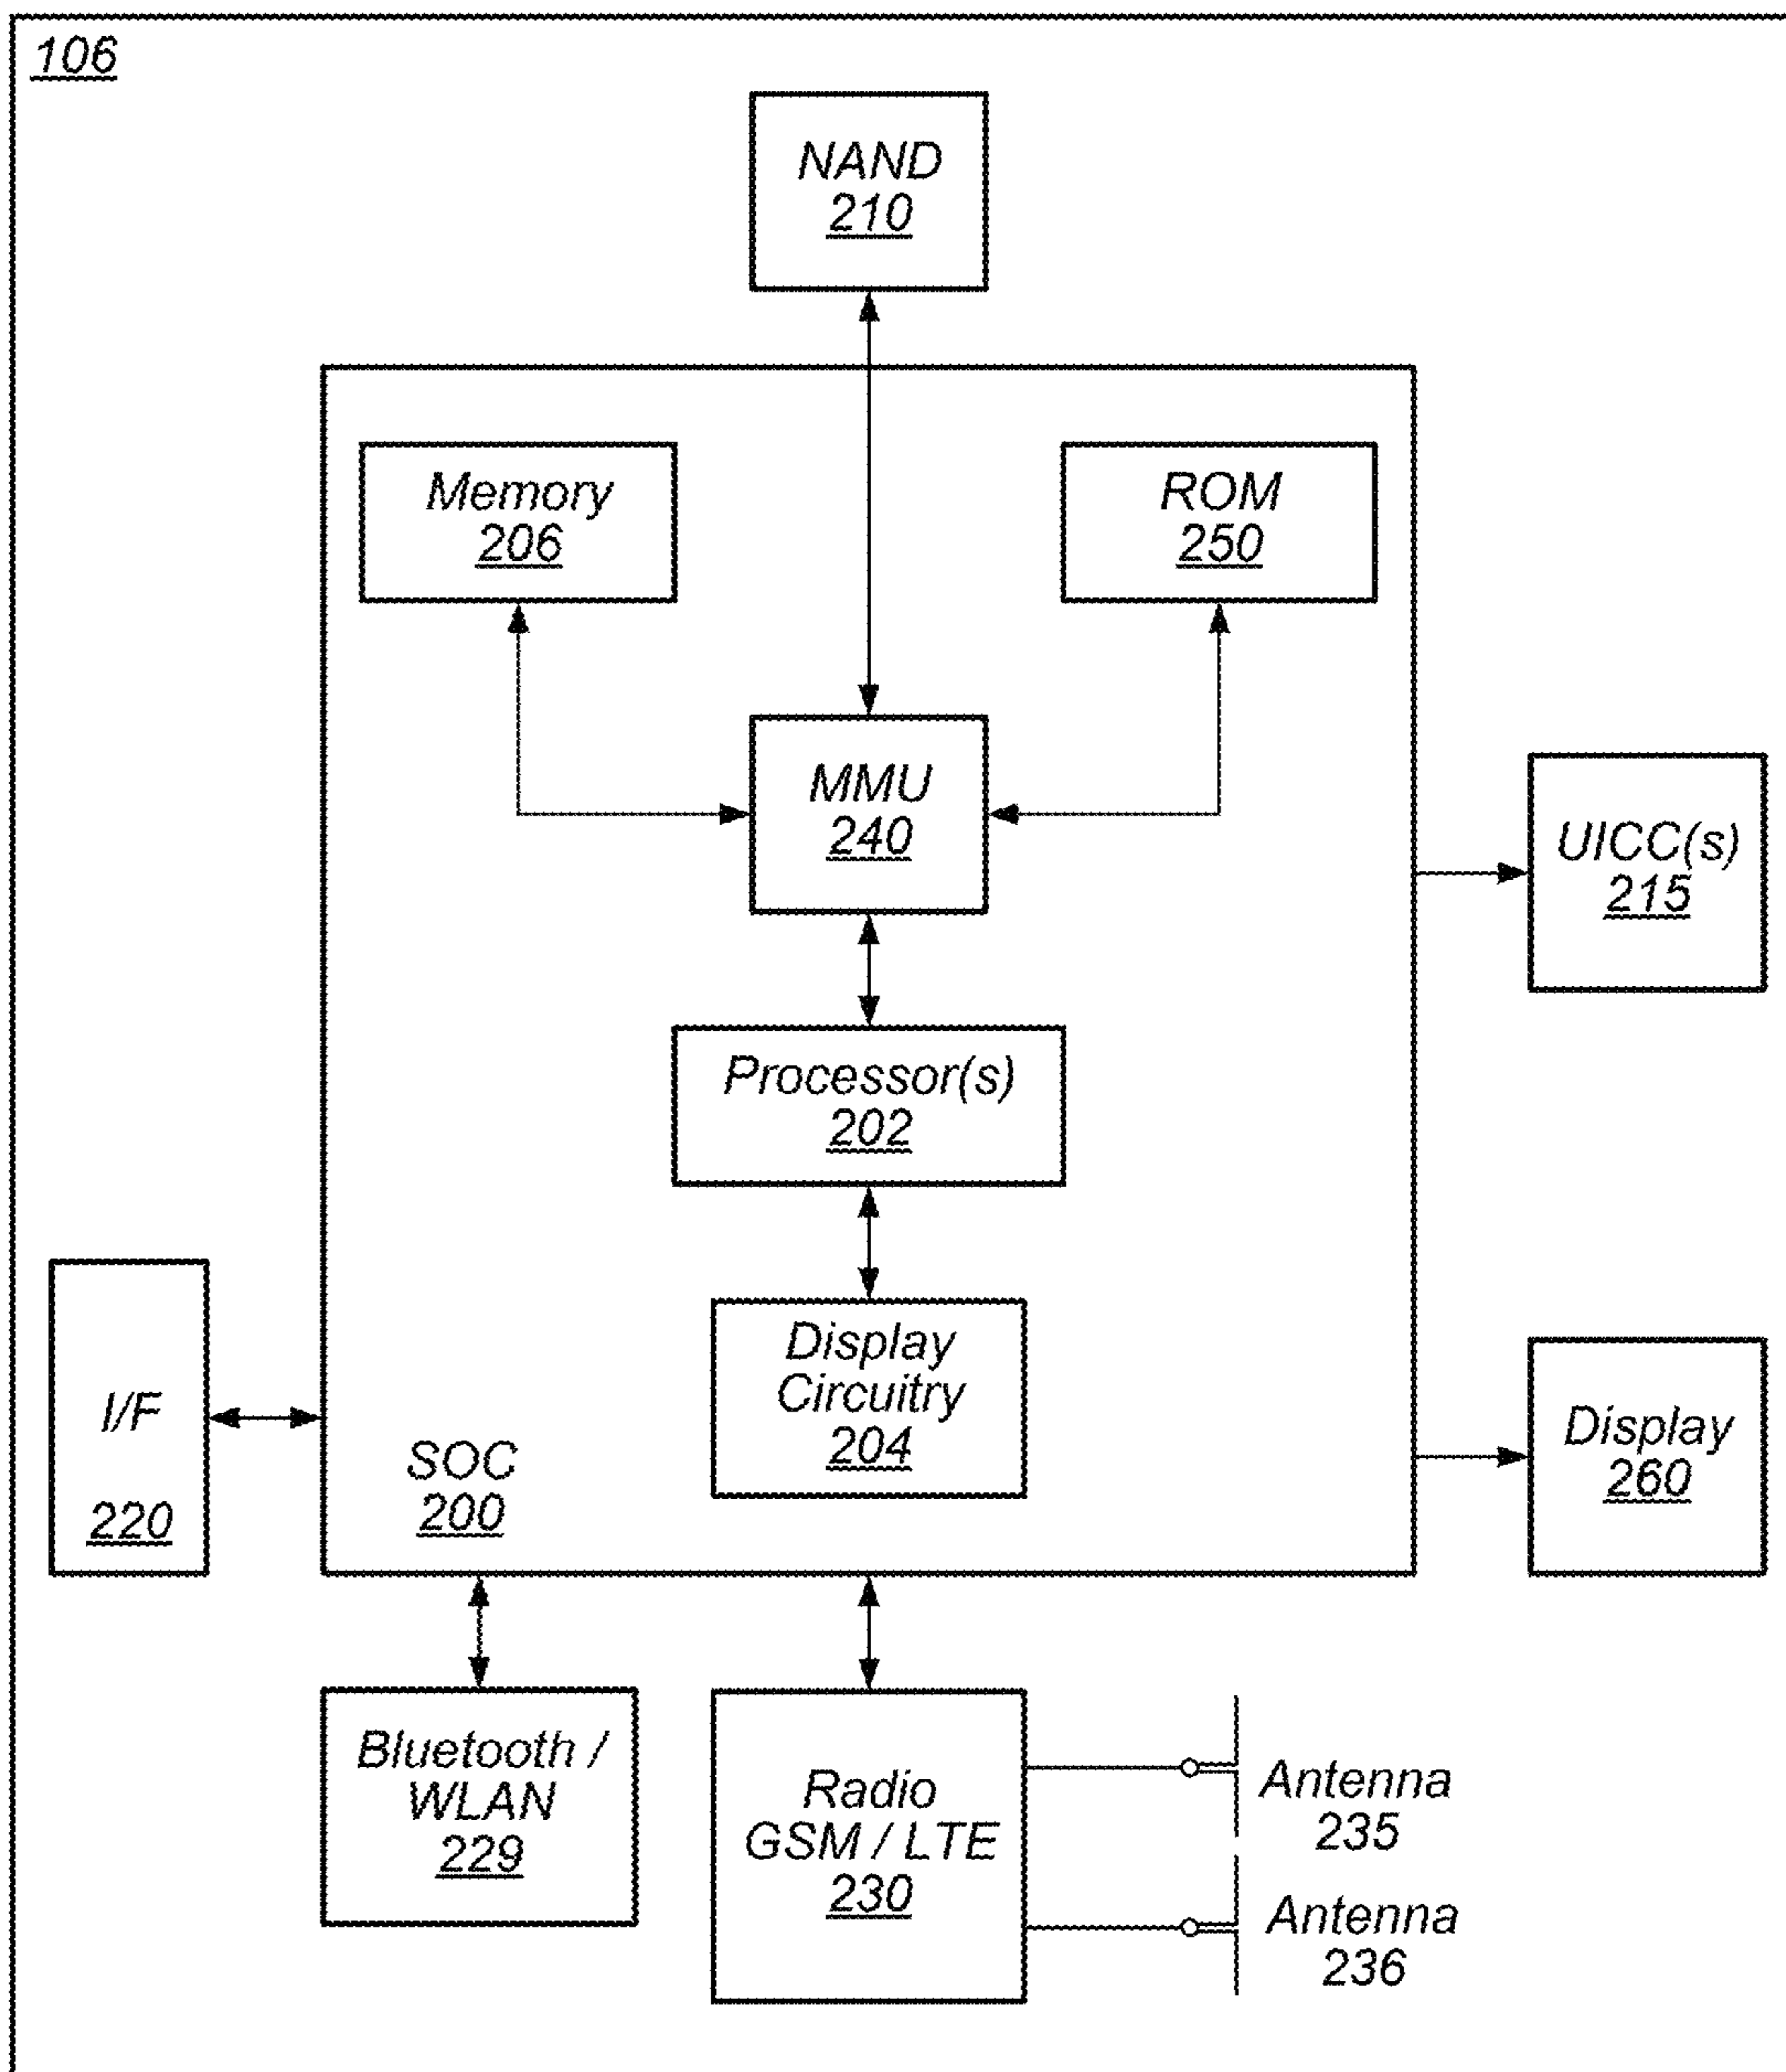 106
NAND
210
Memory
206
ROM
250
MMU
240
UICC(s)
215
Processor(s)
202
Display
Circuitry
204
I/F
220
SOC
200
Display
260
Bluetooth /
WLAN
229
Radio
GSM / LTE
230
Antenna
235
Antenna
236